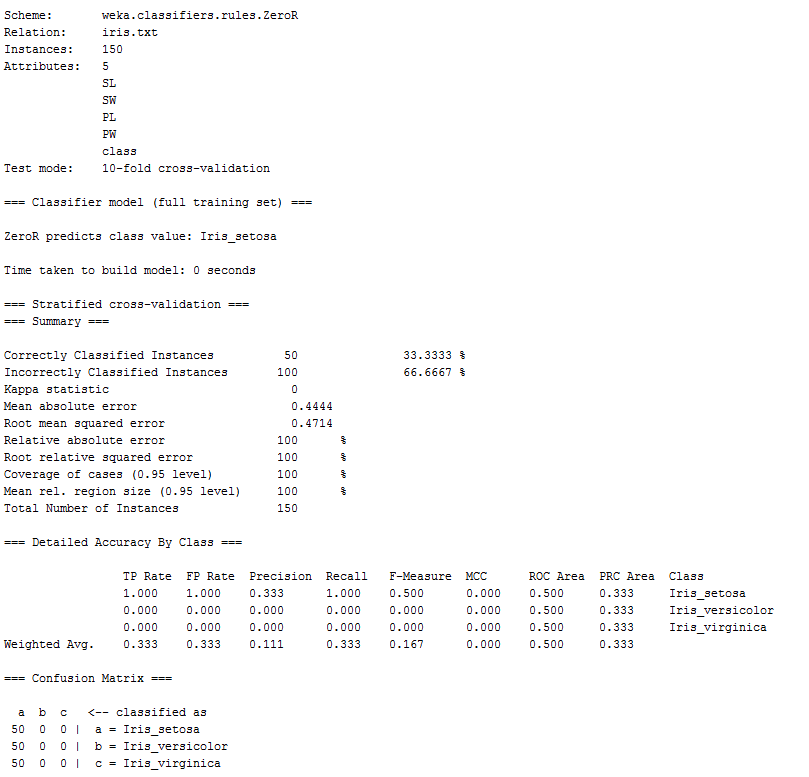 Scheme:       weka.classifiers.rules.ZeroR
Relation:     iris.txt
Instances:    150
Attributes:   5
              SL
              SW
              PL
              PW
              class
Test mode:    10-fold cross-validation
=== Classifier model (full training set) ===
ZeroR predicts class value: Iris_setosa
Time taken to build model: 0 seconds
=== Stratified cross-validation ===
=== Summary ===
Correctly Classified Instances          50               33.3333 %
Incorrectly Classified Instances       100               66.6667 %
Kappa statistic                          0
Mean absolute error                      0.4444
Root mean squared error                  0.4714
Relative absolute error                100      %
Root relative squared error            100      %
Coverage of cases (0.95 level)         100      %
Mean rel. region size (0.95 level)     100      %
Total Number of Instances              150
=== Detailed Accuracy By Class ===
                 TP Rate  FP Rate  Precision  Recall   F-Measure  MCC      ROC Area  PRC Area  Class
                 1.000    1.000    0.333      1.000    0.500      0.000    0.500     0.333     Iris_setosa
                 0.000    0.000    0.000      0.000    0.000      0.000    0.500     0.333     Iris_versicolor
                 0.000    0.000    0.000      0.000    0.000      0.000    0.500     0.333     Iris_virginica
Weighted Avg.    0.333    0.333    0.111      0.333    0.167      0.000    0.500     0.333
=== Confusion Matrix ===
  a  b  c   <-- classified as
 50  0  0 |  a = Iris_setosa
 50  0  0 |  b = Iris_versicolor
 50  0  0 |  c = Iris_virginica